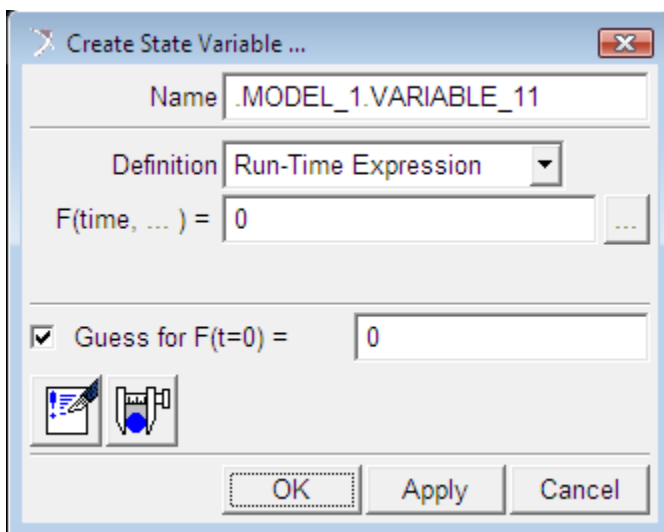 Create State Variable ...
Name .MODEL_1.VARIABLE_11
Definition Run-Time Expression
F(time, ... ) = 0 ...
Guess for F(t=0) = 0
OK Apply Cancel